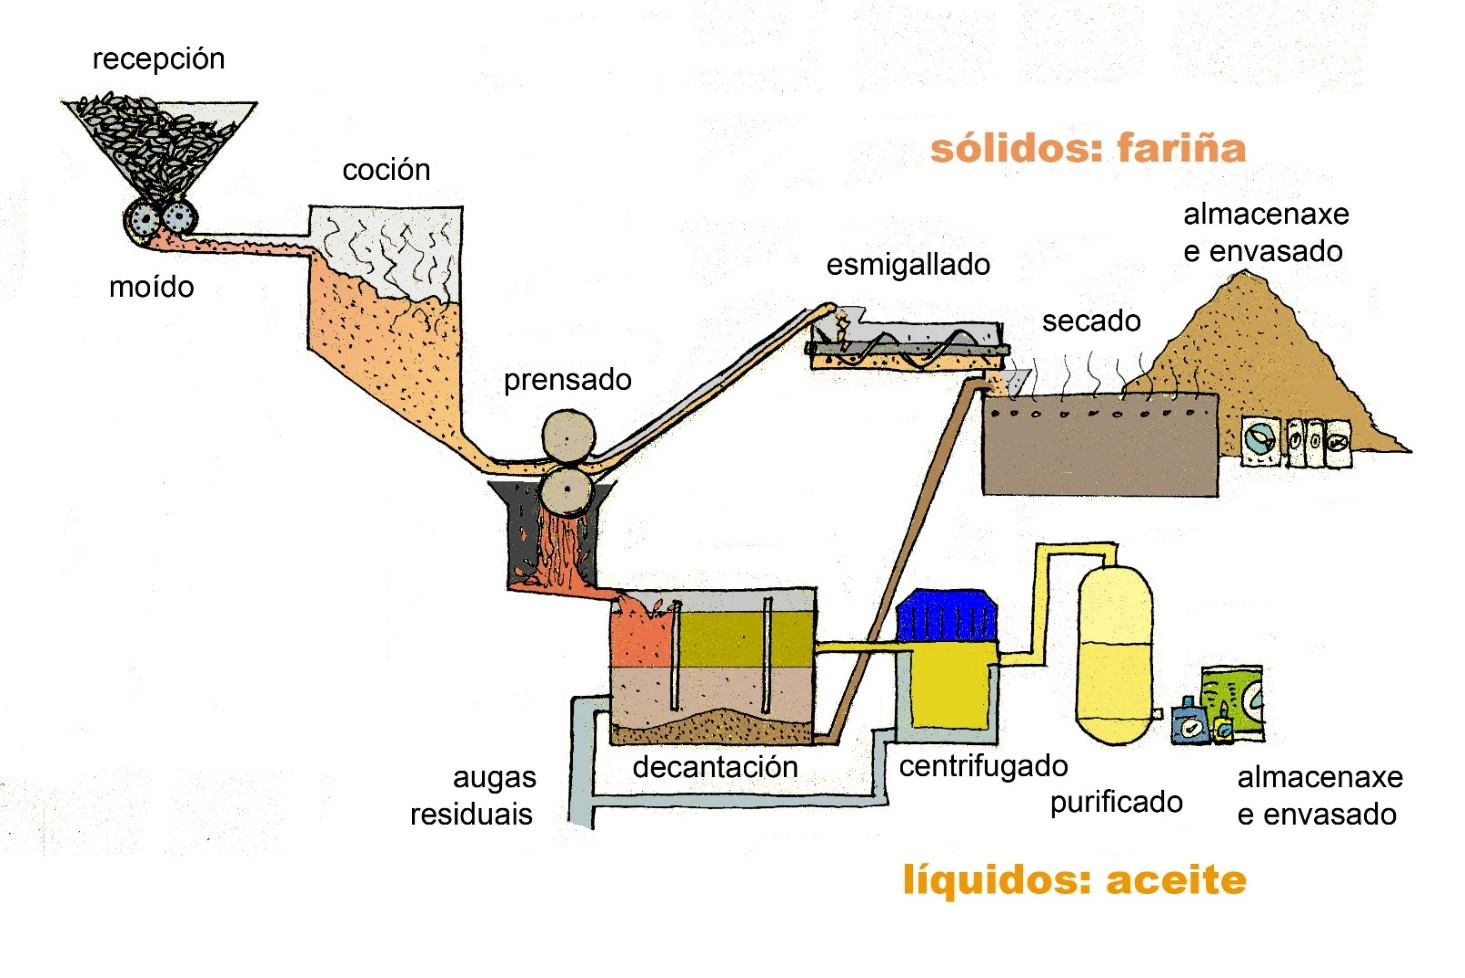 recepción
coción
moído
sólidos: fariña
almacenaxe
e envasado
esmigallado
secado
prensado
decantación
centrifugado
augas
residuais
purificado
almacenaxe
e envasado
líquidos: aceite